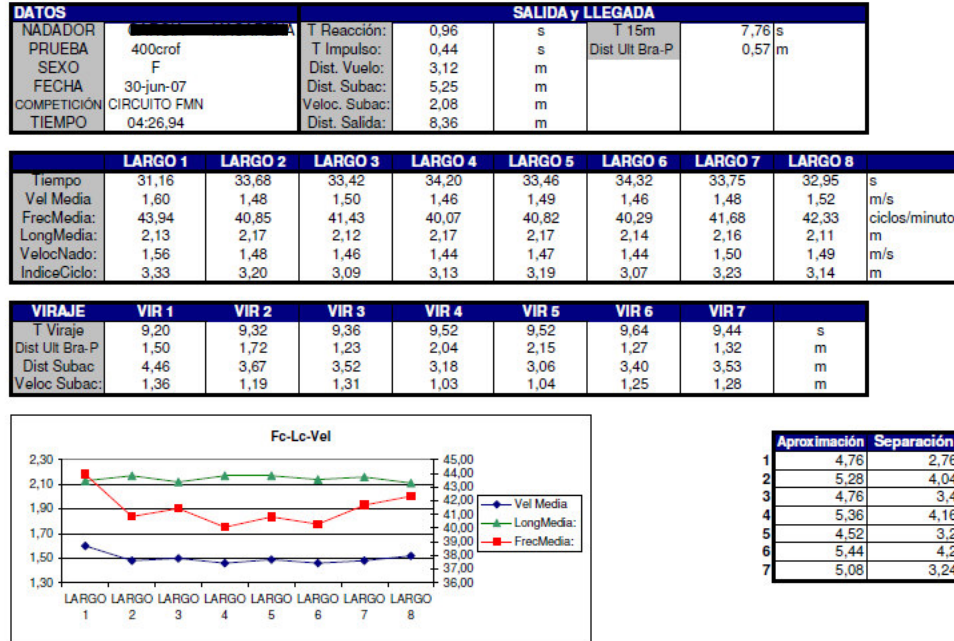 DATOS SALIDA y LLEGADA
NADADOR A T Reacción: 0,96 s T 15m 7,76 s
PRUEBA 400crof T Impulso: 0,44 s Dist Ult Bra-P 0,57 m
SEXO F Dist. Vuelo: 3,12 m
FECHA 30-jun-07 Dist. Subac: 5,25 m
COMPETICIÓN CIRCUITO FMN Veloc. Subac: 2,08 m
TIEMPO 04:26,94 Dist. Salida: 8,36 m
LARGO 1 LARGO 2 LARGO 3 LARGO 4 LARGO 5 LARGO 6 LARGO 7 LARGO 8
Tiempo 31,16 33,68 33,42 34,20 33,46 34,32 33,75 32,95 s
Vel Media 1,60 1,48 1,50 1,46 1,49 1,46 1,48 1,52 m/s
FrecMedia: 43,94 40,85 41,43 40,07 40,82 40,29 41,68 42,33 ciclos/minuto
LongMedia: 2,13 2,17 2,12 2,17 2,17 2,14 2,16 2,11 m
VelocNado: 1,56 1,48 1,46 1,44 1,47 1,44 1,50 1,49 m/s
IndiceCiclo: 3,33 3,20 3,09 3,13 3,19 3,07 3,23 3,14 m
VIRAJE VIR 1 VIR 2 VIR 3 VIR 4 VIR 5 VIR 6 VIR 7
T Viraje 9,20 9,32 9,36 9,52 9,52 9,64 9,44 s
Dist Ult Bra-P 1,50 1,72 1,23 2,04 2,15 1,27 1,32 m
Dist Subac 4,46 3,67 3,52 3,18 3,06 3,40 3,53 m
Veloc Subac: 1,36 1,19 1,31 1,03 1,04 1,25 1,28 m
Fc-Lc-Vel
2,30
2,10
1,90
1,70
1,50
1,30
45,00
44,00
43,00
42,00
41,00
40,00
39,00
38,00
37,00
36,00
Vel Media
LongMedia:
FrecMedia:
LARGO LARGO LARGO LARGO LARGO LARGO LARGO LARGO
1 2 3 4 5 6 7 8
Aproximación Separación
1 4,76 2,76
2 5,28 4,04
3 4,76 3,4
4 5,36 4,16
5 4,52 3,2
6 5,44 4,2
7 5,08 3,24